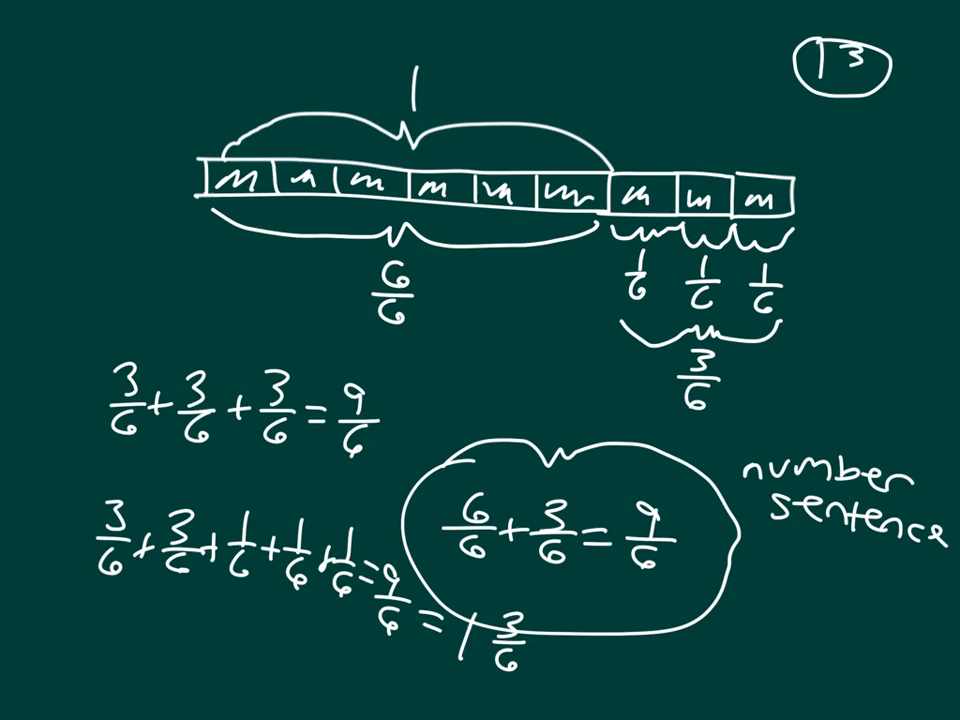 13
1
m m m m m m m m m
6/6
1/6 1/6 1/6
3/6
3/6 + 3/6 + 3/6 = 9/6
number
sentence
6/6 + 3/6 = 9/6
3/6 + 3/6 + 1/6 + 1/6 + 1/6 = 9/6 = 1 3/6